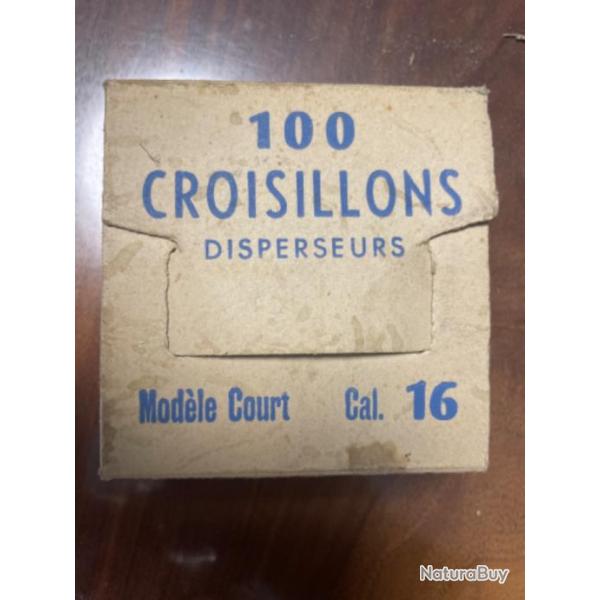 100
CROISILLONS
DISPERSEURS
Modèle Court Cal. 16
NaturaBuy